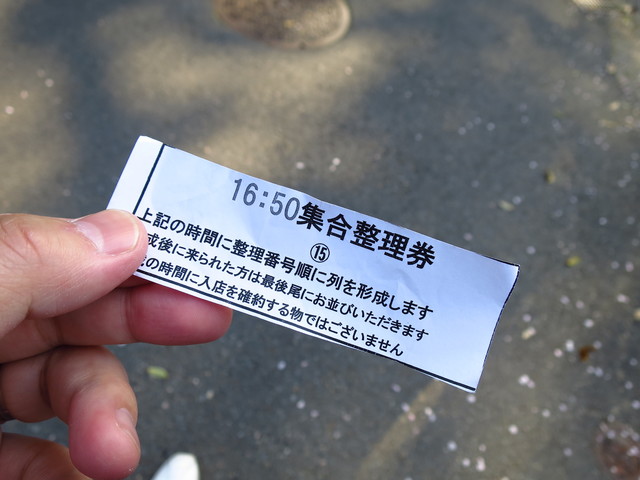 16:50集合整理券
⑮
上記の時間に整理番号順に列を形成します
成後に来られた方は最後尾にお並びいただきます
の時間に入店を確約する物ではございません